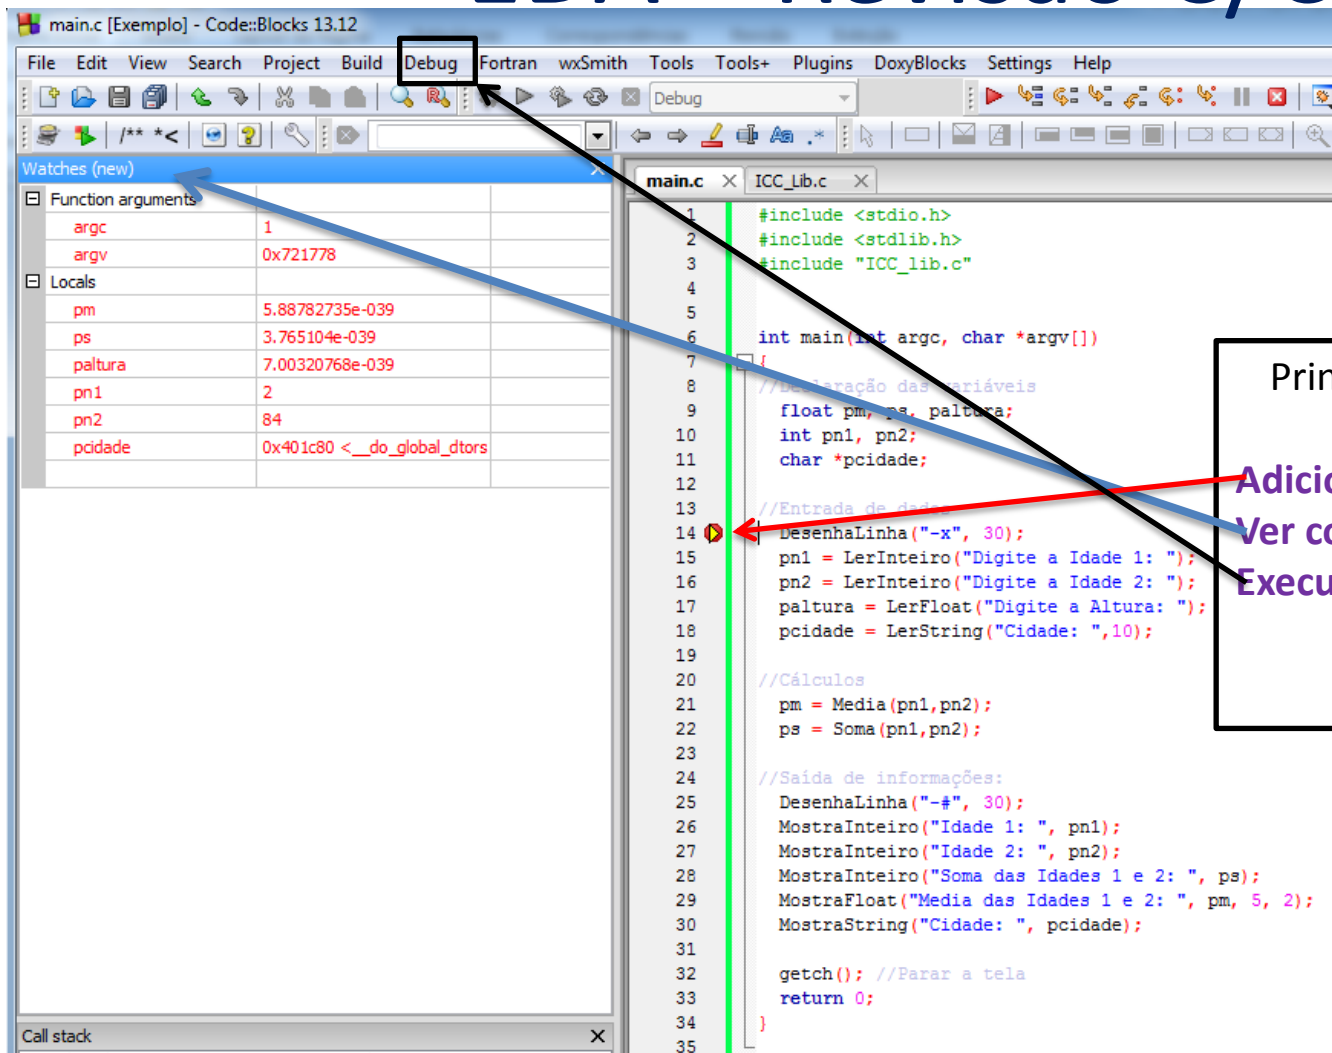 main.c [Exemplo] - Code::Blocks 13.12
File Edit View Search Project Build Debug Fortran wxSmith Tools Tools+ Plugins DoxyBlocks Settings Help
Debug
/** *<
Watches (new)
Function arguments
argc 1
argv 0x721778
Locals
pm 5.88782735e-039
ps 3.765104e-039
paltura 7.00320768e-039
pn1 2
pn2 84
pcidade 0x401c80 <__do_global_dtors
Call stack
main.c ICC_Lib.c
1 #include <stdio.h>
2 #include <stdlib.h>
3 #include "ICC_lib.c"
4
5
6 int main(int argc, char *argv[])
7 {
8 //Declaração das variáveis
9 float pm, ps, paltura;
10 int pn1, pn2;
11 char *pcidade;
12
13 //Entrada de dados
14 DesenhaLinha("-x", 30);
15 pn1 = LerInteiro("Digite a Idade 1: ");
16 pn2 = LerInteiro("Digite a Idade 2: ");
17 paltura = LerFloat("Digite a Altura: ");
18 pcidade = LerString("Cidade: ",10);
19
20 //Cálculos
21 pm = Media(pn1,pn2);
22 ps = Soma(pn1,pn2);
23
24 //Saída de informações:
25 DesenhaLinha("-#", 30);
26 MostraInteiro("Idade 1: ", pn1);
27 MostraInteiro("Idade 2: ", pn2);
28 MostraInteiro("Soma das Idades 1 e 2: ", ps);
29 MostraFloat("Media das Idades 1 e 2: ", pm, 5, 2);
30 MostraString("Cidade: ", pcidade);
31
32 getch(); //Parar a tela
33 return 0;
34 }
35
Prin
Adici
Ver co
Execu